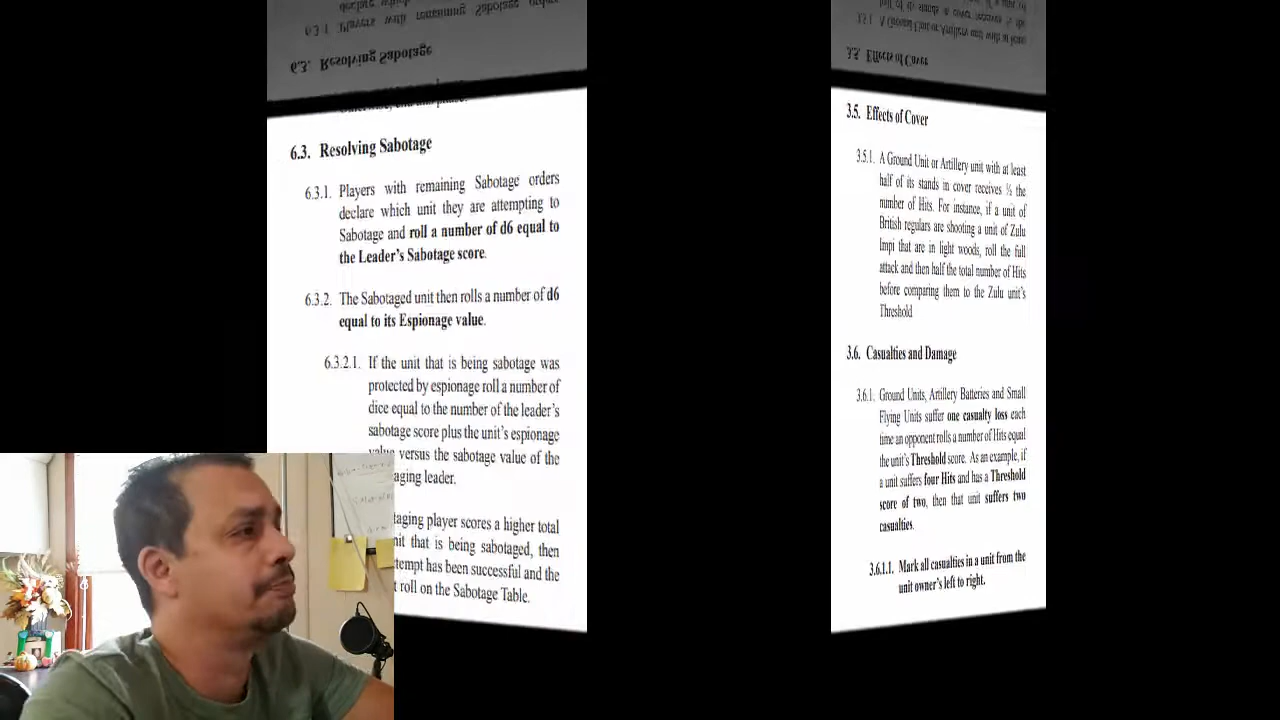 6.3. Resolving Sabotage
6.3.1. Players with remaining Sabotage orders
declare which unit they are attempting to
Sabotage and roll a number of d6 equal to
the Leader's Sabotage score.
6.3.2. The Sabotaged unit then rolls a number of d6
equal to its Espionage value.
6.3.2.1. If the unit that is being sabotage was
protected by espionage roll a number of
dice equal to the number of the leader's
sabotage score plus the unit's espionage
value versus the sabotage value of the
aging leader.
taging player scores a higher total
nit that is being sabotaged, then
tempt has been successful and the
t roll on the Sabotage Table.
3.5. Effects of Cover
3.5.1. A Ground Unit or Artillery unit with at least
half of its stands in cover receives ½ the
number of Hits. For instance, if a unit of
British regulars are shooting a unit of Zulu
Impi that are in light woods, roll the full
attack and then half the total number of Hits
before comparing them to the Zulu unit's
Threshold
3.6. Casualties and Damage
3.6.1. Ground Units, Artillery Batteries and Small
Flying Units suffer one casualty loss each
time an opponent rolls a number of Hits equal
the unit's Threshold score. As an example, if
a unit suffers four Hits and has a Threshold
score of two, then that unit suffers two
casualties.
3.6.1.1. Mark all casualties in a unit from the
unit owner's left to right.